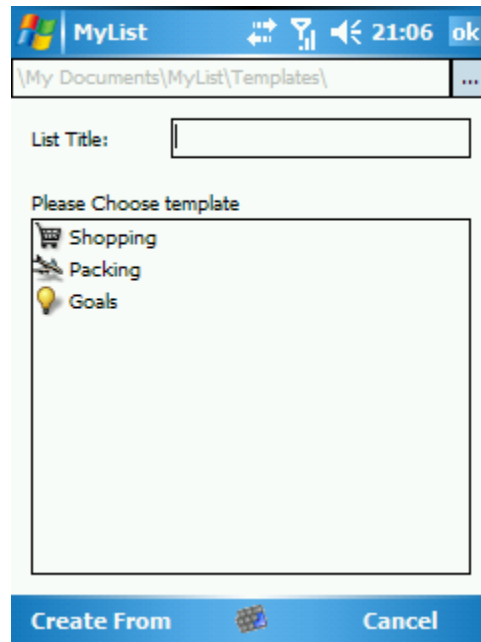 MyList 21:06 ok
\My Documents\MyList\Templates\ ...
List Title:
Please Choose template
Shopping
Packing
Goals
Create From Cancel